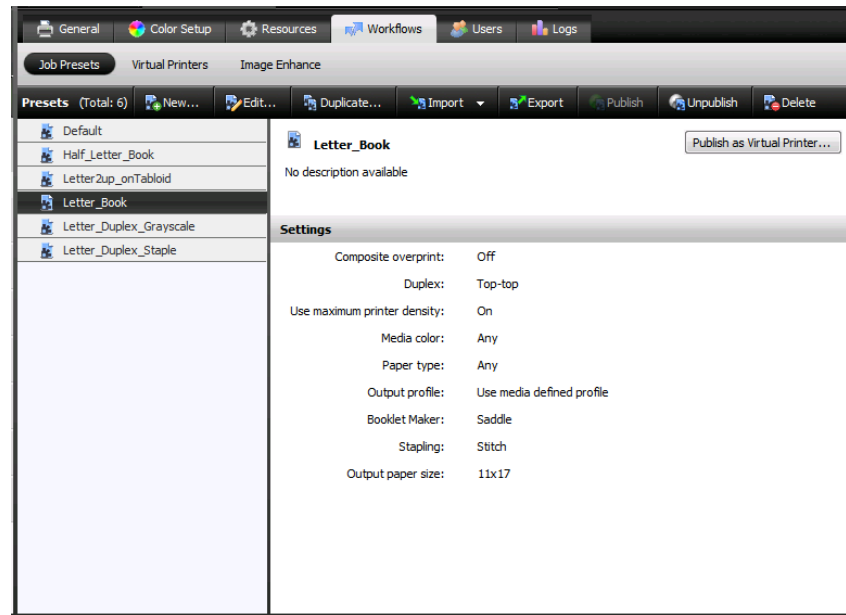 General Color Setup Resources Workflows Users Logs
Job Presets Virtual Printers Image Enhance
Presets (Total: 6) New... Edit... Duplicate... Import Export Publish Unpublish Delete
Default
Half_Letter_Book
Letter2up_onTabloid
Letter_Book
Letter_Duplex_Grayscale
Letter_Duplex_Staple
Letter_Book Publish as Virtual Printer...
No description available
Settings
Composite overprint: Off
Duplex: Top-top
Use maximum printer density: On
Media color: Any
Paper type: Any
Output profile: Use media defined profile
Booklet Maker: Saddle
Stapling: Stitch
Output paper size: 11x17